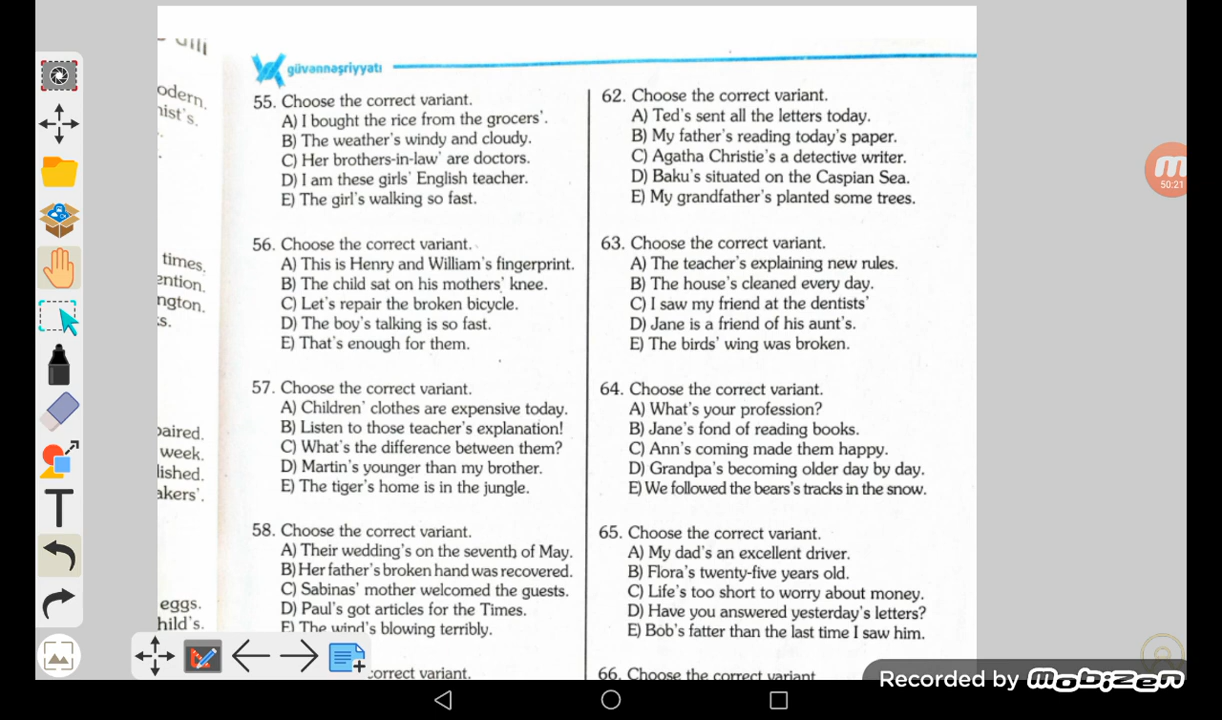 güvənnəşriyyatı
odern.
nist's.
times,
ention.
ngton.
s.
paired.
week.
lished.
akers'.
eggs.
hild's.
55. Choose the correct variant.
A) I bought the rice from the grocers'.
B) The weather's windy and cloudy.
C) Her brothers-in-law' are doctors.
D) I am these girls' English teacher.
E) The girl's walking so fast.
56. Choose the correct variant.
A) This is Henry and William's fingerprint.
B) The child sat on his mothers' knee.
C) Let's repair the broken bicycle.
D) The boy's talking is so fast.
E) That's enough for them.
57. Choose the correct variant.
A) Children' clothes are expensive today.
B) Listen to those teacher's explanation!
C) What's the difference between them?
D) Martin's younger than my brother.
E) The tiger's home is in the jungle.
58. Choose the correct variant.
A) Their wedding's on the seventh of May.
B) Her father's broken hand was recovered.
C) Sabinas' mother welcomed the guests.
D) Paul's got articles for the Times.
E) The wind's blowing terribly.
correct variant.
62. Choose the correct variant.
A) Ted's sent all the letters today.
B) My father's reading today's paper.
C) Agatha Christie's a detective writer.
D) Baku's situated on the Caspian Sea.
E) My grandfather's planted some trees.
63. Choose the correct variant.
A) The teacher's explaining new rules.
B) The house's cleaned every day.
C) I saw my friend at the dentists'
D) Jane is a friend of his aunt's.
E) The birds' wing was broken.
64. Choose the correct variant.
A) What's your profession?
B) Jane's fond of reading books.
C) Ann's coming made them happy.
D) Grandpa's becoming older day by day.
E) We followed the bears's tracks in the snow.
65. Choose the correct variant.
A) My dad's an excellent driver.
B) Flora's twenty-five years old.
C) Life's too short to worry about money.
D) Have you answered yesterday's letters?
E) Bob's fatter than the last time I saw him.
66. Choose the correct variant
50:21
Recorded by Mobizen